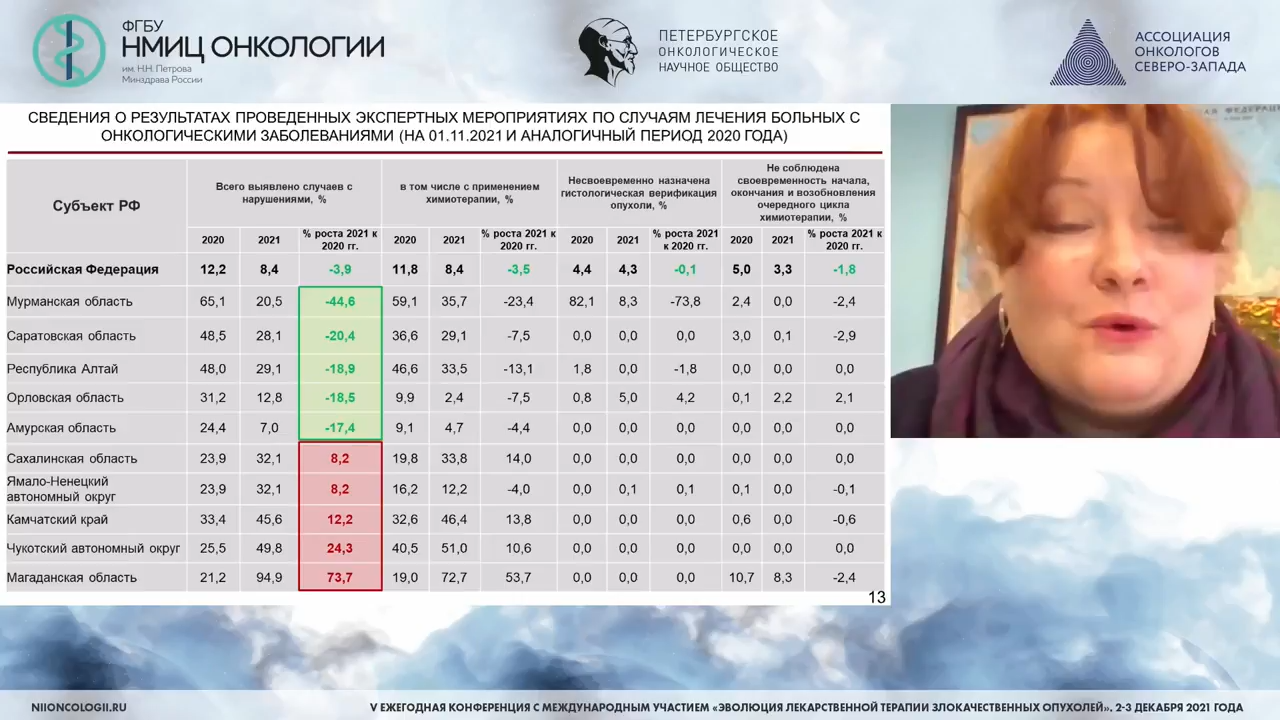 ФГБУ
НМИЦ ОНКОЛОГИИ
им. Н.Н. Петрова
Минздрава России
ПЕТЕРБУРГСКОЕ
ОНКОЛОГИЧЕСКОЕ
НАУЧНОЕ ОБЩЕСТВО
АССОЦИАЦИЯ
ОНКОЛОГОВ
СЕВЕРО-ЗАПАДА
СВЕДЕНИЯ О РЕЗУЛЬТАТАХ ПРОВЕДЕННЫХ ЭКСПЕРТНЫХ МЕРОПРИЯТИЯХ ПО СЛУЧАЯМ ЛЕЧЕНИЯ БОЛЬНЫХ С
ОНКОЛОГИЧЕСКИМИ ЗАБОЛЕВАНИЯМИ (НА 01.11.2021 И АНАЛОГИЧНЫЙ ПЕРИОД 2020 ГОДА)
Субъект РФ
Всего выявлено случаев с
нарушениями, %
в том числе с применением
химиотерапии, %
Несвоевременно назначена
гистологическая верификация
опухоли, %
Не соблюдена
своевременность начала,
окончания и возобновления
очередного цикла
химиотерапии, %
2020 2021 % роста 2021 к
2020 гг.
2020 2021 % роста 2021 к
2020 гг.
2020 2021 % роста 2021
к 2020 гг.
2020 2021 % роста 2021 к
2020 гг.
Российская Федерация 12,2 8,4 -3,9 11,8 8,4 -3,5 4,4 4,3 -0,1 5,0 3,3 -1,8
Мурманская область 65,1 20,5 -44,6 59,1 35,7 -23,4 82,1 8,3 -73,8 2,4 0,0 -2,4
Саратовская область 48,5 28,1 -20,4 36,6 29,1 -7,5 0,0 0,0 0,0 3,0 0,1 -2,9
Республика Алтай 48,0 29,1 -18,9 46,6 33,5 -13,1 1,8 0,0 -1,8 0,0 0,0 0,0
Орловская область 31,2 12,8 -18,5 9,9 2,4 -7,5 0,8 5,0 4,2 0,1 2,2 2,1
Амурская область 24,4 7,0 -17,4 9,1 4,7 -4,4 0,0 0,0 0,0 0,0 0,0 0,0
Сахалинская область 23,9 32,1 8,2 19,8 33,8 14,0 0,0 0,0 0,0 0,0 0,0 0,0
Ямало-Ненецкий
автономный округ 23,9 32,1 8,2 16,2 12,2 -4,0 0,0 0,1 0,1 0,1 0,0 -0,1
Камчатский край 33,4 45,6 12,2 32,6 46,4 13,8 0,0 0,0 0,0 0,6 0,0 -0,6
Чукотский автономный округ 25,5 49,8 24,3 40,5 51,0 10,6 0,0 0,0 0,0 0,0 0,0 0,0
Магаданская область 21,2 94,9 73,7 19,0 72,7 53,7 0,0 0,0 0,0 10,7 8,3 -2,4
13
NIIONCOLOGII.RU
V ЕЖЕГОДНАЯ КОНФЕРЕНЦИЯ С МЕЖДУНАРОДНЫМ УЧАСТИЕМ «ЭВОЛЮЦИЯ ЛЕКАРСТВЕННОЙ ТЕРАПИИ ЗЛОКАЧЕСТВЕННЫХ ОПУХОЛЕЙ». 2-3 ДЕКАБРЯ 2021 ГОДА